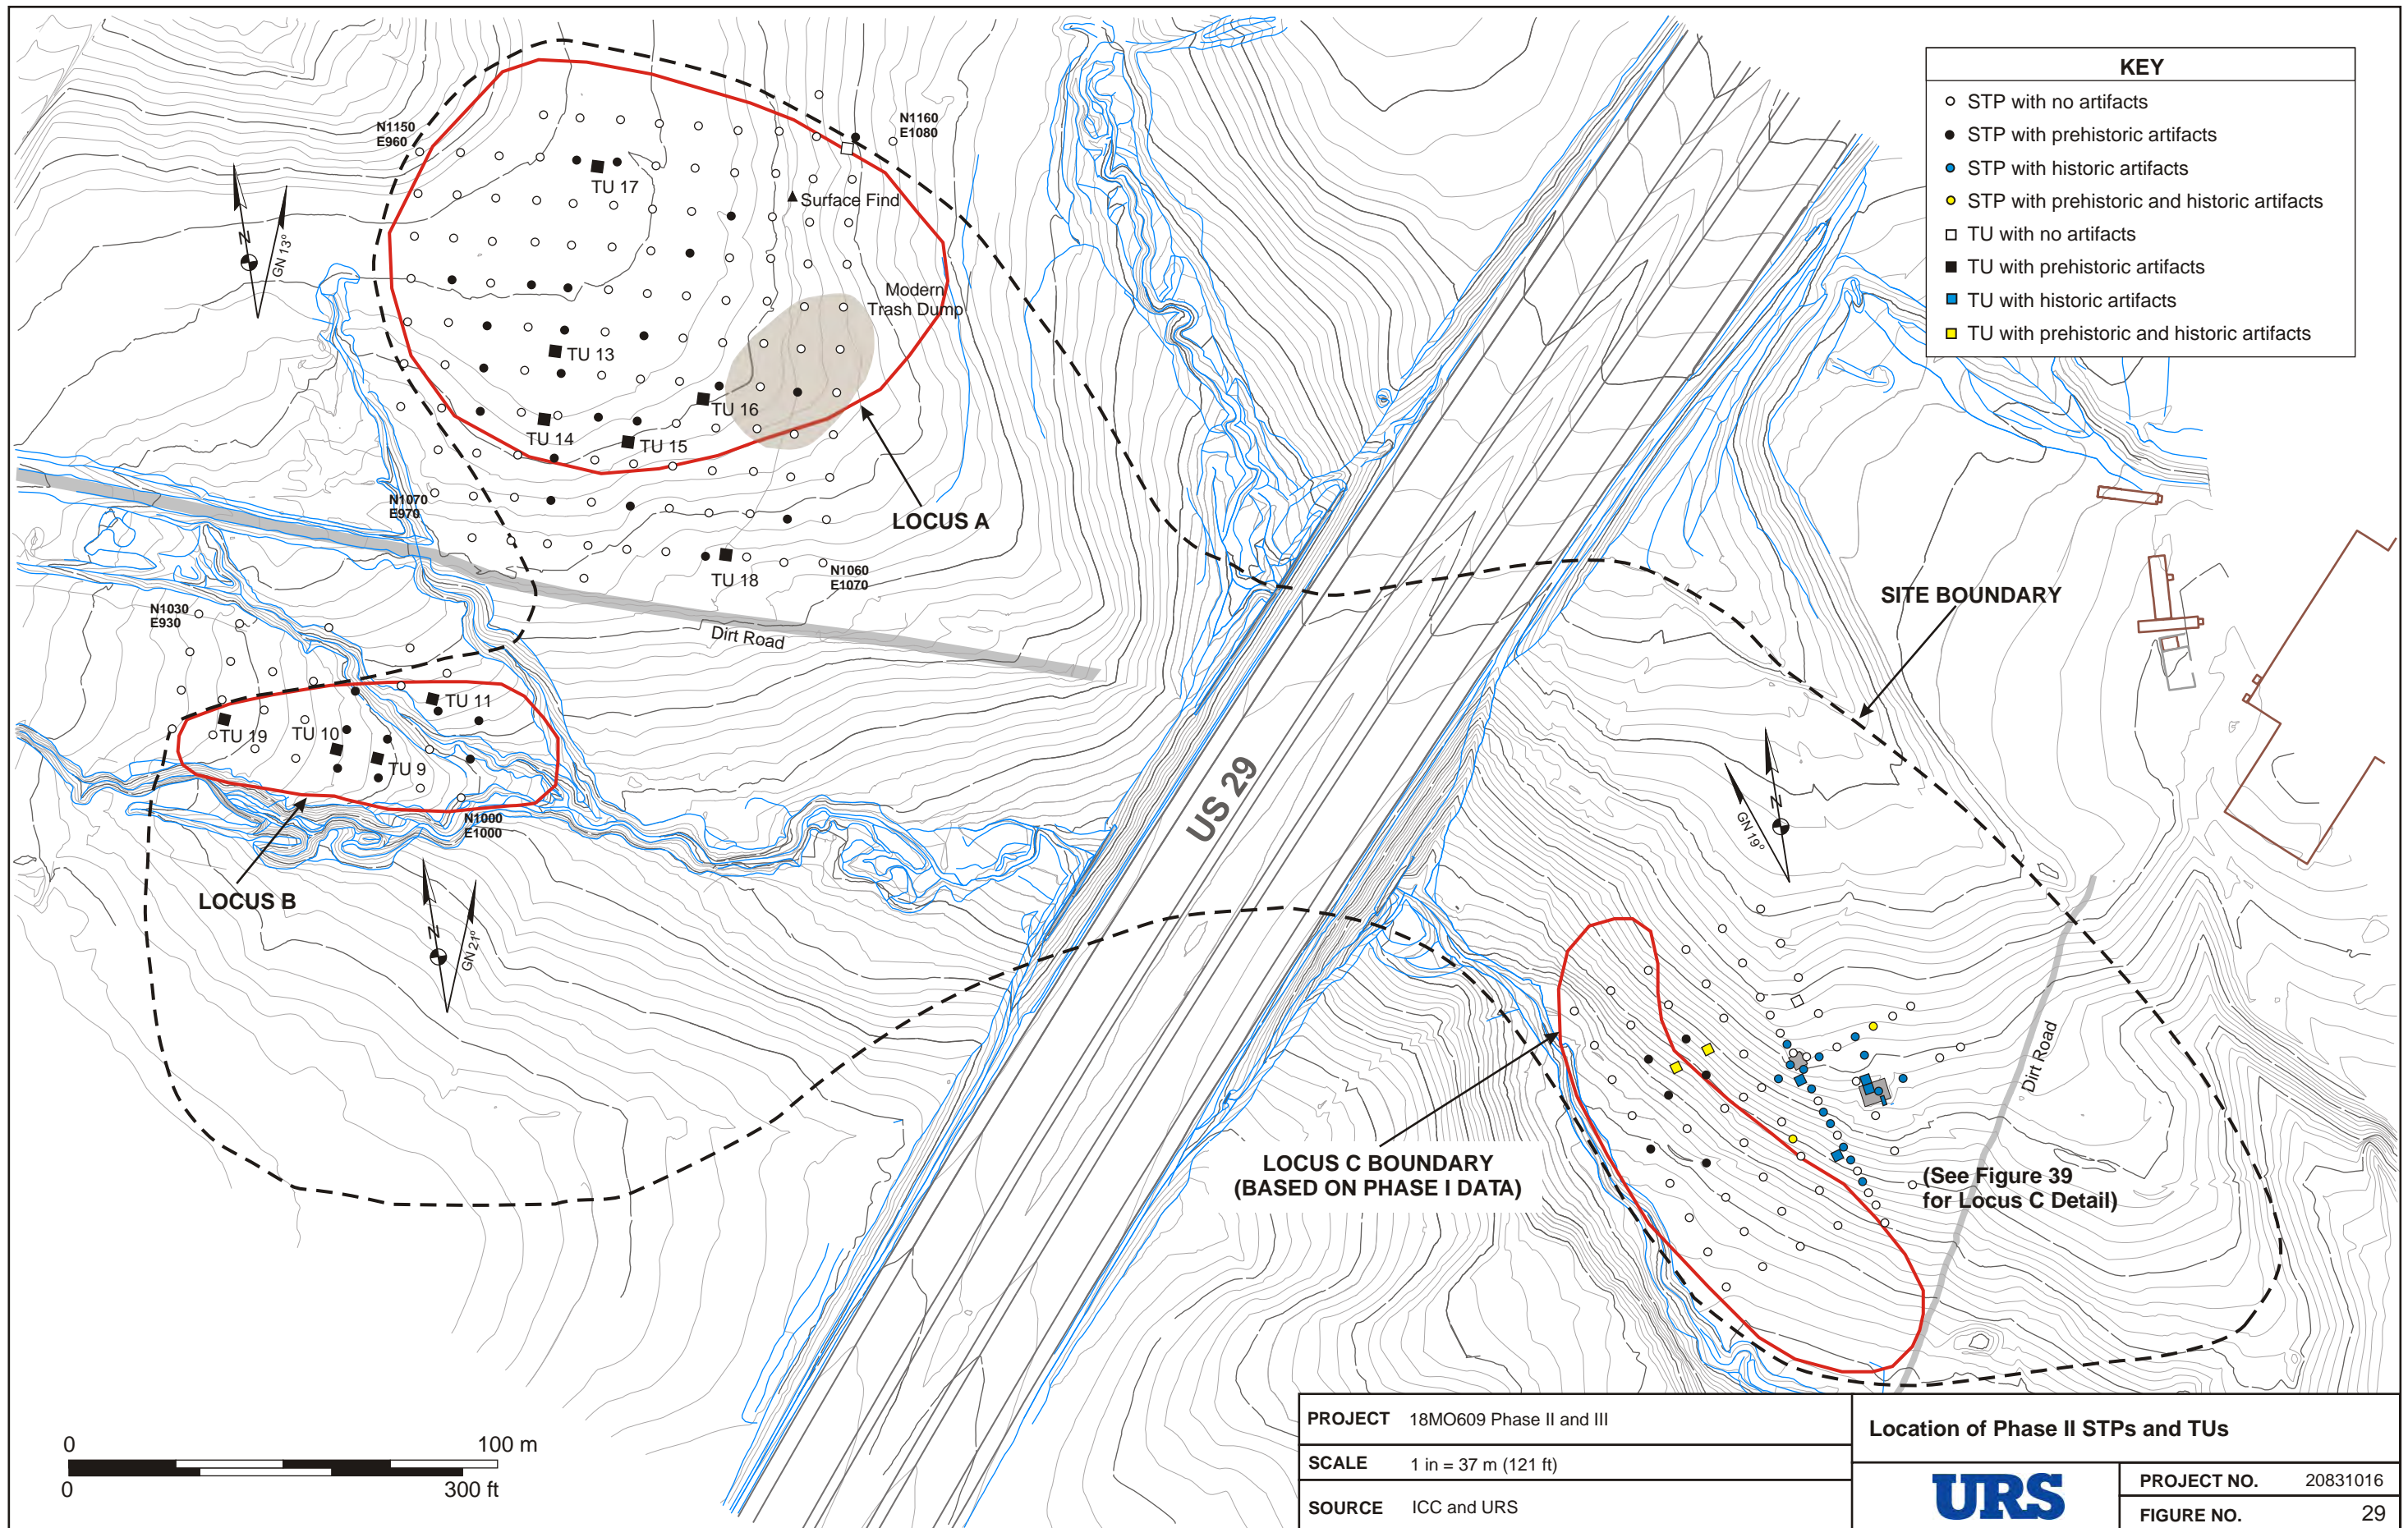 KEY
STP with no artifacts
STP with prehistoric artifacts
STP with historic artifacts
STP with prehistoric and historic artifacts
TU with no artifacts
TU with prehistoric artifacts
TU with historic artifacts
TU with prehistoric and historic artifacts
N1150
E960
N1160
E1080
TU 17
Surface Find
N
GN 13°
Modern
Trash Dump
TU 13
TU 16
TU 14
TU 15
N1070
E970
LOCUS A
TU 18
N1060
E1070
N1030
E930
Dirt Road
SITE BOUNDARY
TU 11
TU 19
TU 10
TU 9
N1000
E1000
LOCUS B
N
GN 21°
US 29
N
GN 19°
Dirt Road
LOCUS C BOUNDARY
(BASED ON PHASE I DATA)
(See Figure 39
for Locus C Detail)
0 100 m
0 300 ft
PROJECT 18MO609 Phase II and III
SCALE 1 in = 37 m (121 ft)
SOURCE ICC and URS
Location of Phase II STPs and TUs
URS
PROJECT NO. 20831016
FIGURE NO. 29